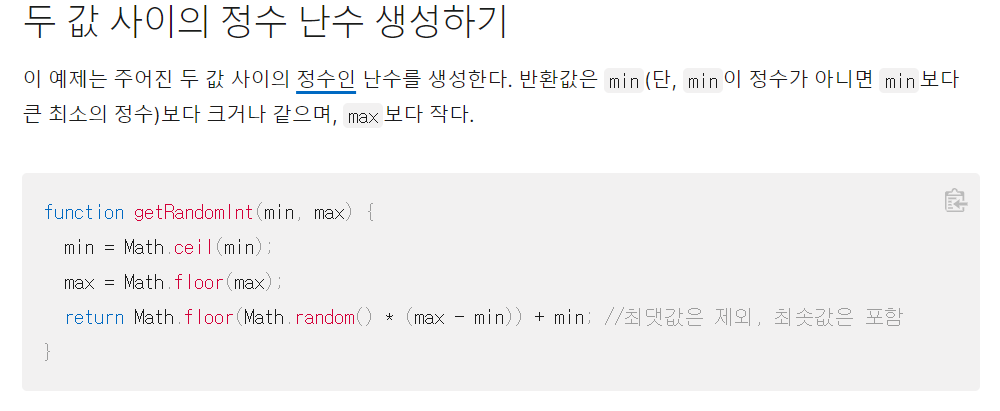 두 값 사이의 정수 난수 생성하기
이 예제는 주어진 두 값 사이의 정수인 난수를 생성한다. 반환값은 min(단, min이 정수가 아니면 min보다
큰 최소의 정수)보다 크거나 같으며, max보다 작다.
function getRandomInt(min, max) {
  min = Math.ceil(min);
  max = Math.floor(max);
  return Math.floor(Math.random() * (max - min)) + min; //최댓값은 제외, 최솟값은 포함
}